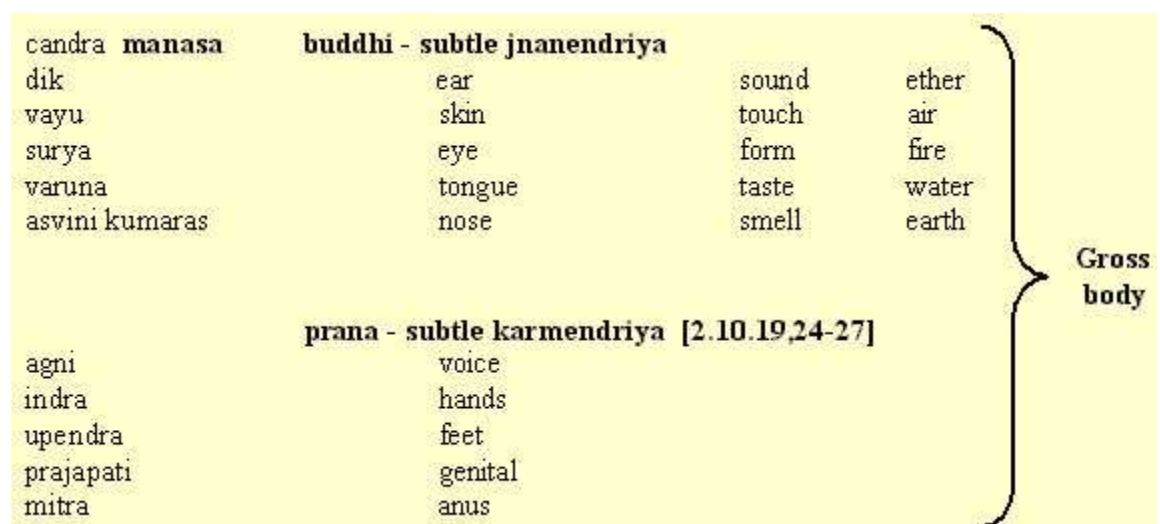 candra manasa buddhi - subtle jnanendriya
dik ear sound ether
vayu skin touch air
surya eye form fire
varuna tongue taste water
asvini kumaras nose smell earth
Gross
body
prana - subtle karmendriya [2.10.19,24-27]
agni voice
indra hands
upendra feet
prajapati genital
mitra anus